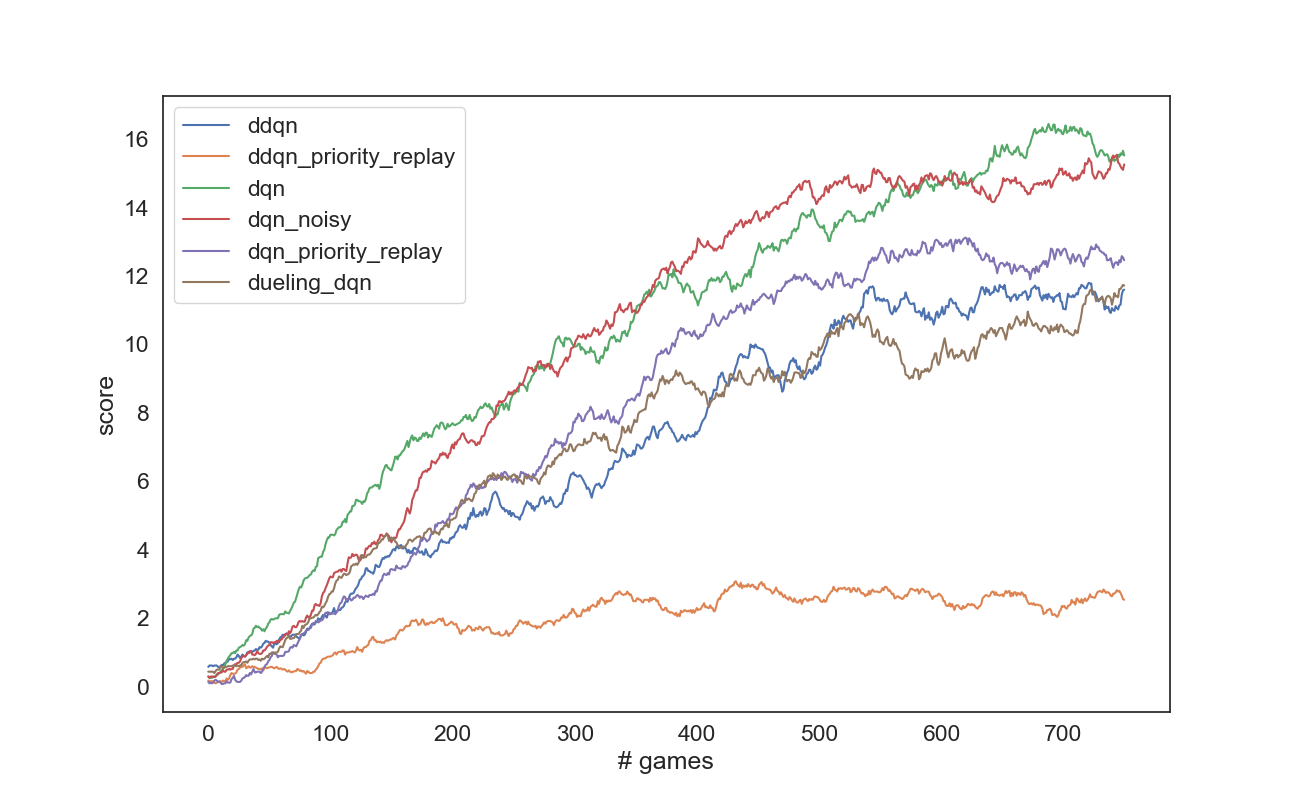 ddqn
ddqn_priority_replay
dqn
dqn_noisy
dqn_priority_replay
dueling_dqn
16
14
12
10
8
6
4
2
0
score
0 100 200 300 400 500 600 700
# games